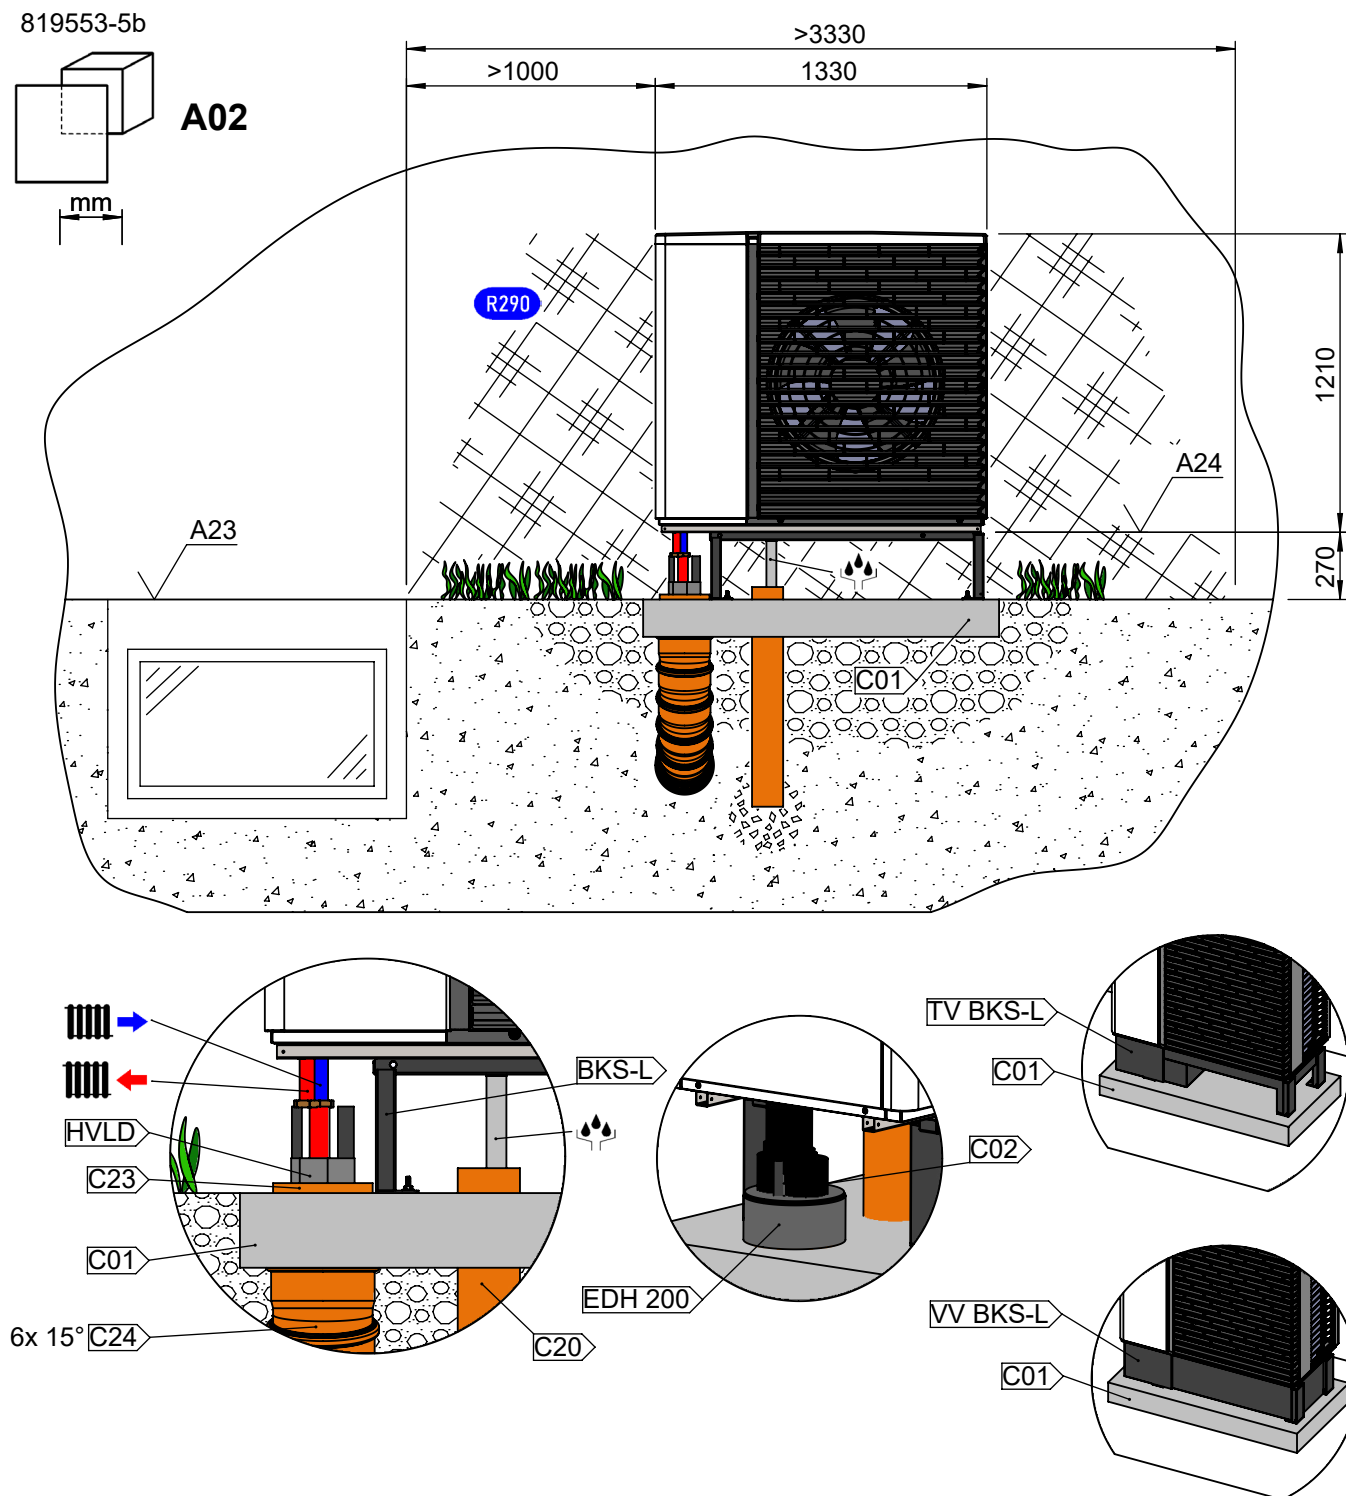 819553-5b
A02
mm
>3330
>1000
1330
R290
1210
A24
A23
270
C01
TV BKS-L
C01
BKS-L
HVLD
C23
C02
C01
EDH 200
6x 15° C24
C20
VV BKS-L
C01